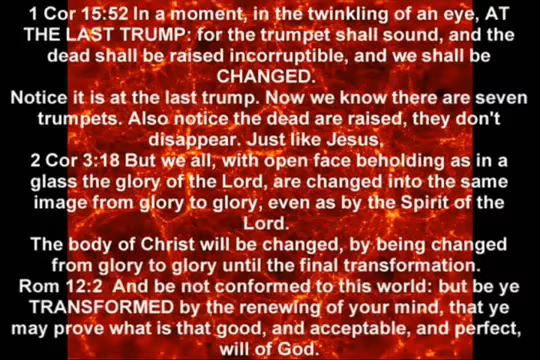 1 Cor 15:52 In a moment, in the twinkling of an eye, AT
THE LAST TRUMP: for the trumpet shall sound, and the
dead shall be raised incorruptible, and we shall be
CHANGED.
Notice it is at the last trump. Now we know there are seven
trumpets. Also notice the dead are raised, they don't
disappear. Just like Jesus.
2 Cor 3:18 But we all, with open face beholding as in a
glass the glory of the Lord, are changed into the same
image from glory to glory, even as by the Spirit of the
Lord.
The body of Christ will be changed, by being changed
from glory to glory until the final transformation.
Rom 12:2  And be not conformed to this world: but be ye
TRANSFORMED by the renewing of your mind, that ye
may prove what is that good, and acceptable, and perfect,
will of God.